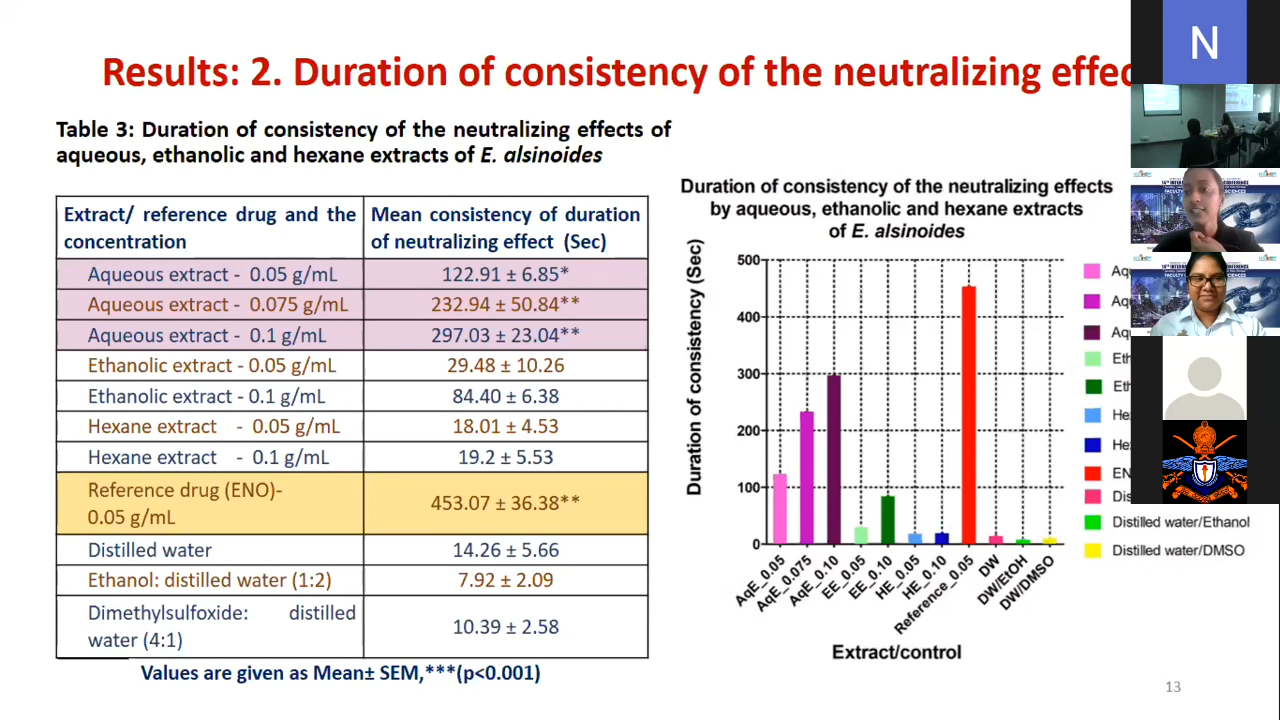 Results: 2. Duration of consistency of the neutralizing effec
N
Table 3: Duration of consistency of the neutralizing effects of
aqueous, ethanolic and hexane extracts of E. alsinoides
Extract/ reference drug and the
concentration
Mean consistency of duration
of neutralizing effect (Sec)
Aqueous extract - 0.05 g/mL
122.91 ± 6.85*
Aqueous extract - 0.075 g/mL
232.94 ± 50.84**
Aqueous extract - 0.1 g/mL
297.03 ± 23.04**
Ethanolic extract - 0.05 g/mL
29.48 ± 10.26
Ethanolic extract - 0.1 g/mL
84.40 ± 6.38
Hexane extract - 0.05 g/mL
18.01 ± 4.53
Hexane extract - 0.1 g/mL
19.2 ± 5.53
Reference drug (ENO)-
0.05 g/mL
453.07 ± 36.38**
Distilled water
14.26 ± 5.66
Ethanol: distilled water (1:2)
7.92 ± 2.09
Dimethylsulfoxide: distilled
water (4:1)
10.39 ± 2.58
Values are given as Mean± SEM,***(p<0.001)
Duration of consistency of the neutralizing effects
by aqueous, ethanolic and hexane extracts
of E. alsinoides
Duration of consistency (Sec)
500
400
300
200
100
0
AqE_0.05
AqE_0.075
AqE_0.10
EE_0.05
EE_0.10
HE_0.05
HE_0.10
Reference_0.05
DW
DW/EtOH
DW/DMSO
Extract/control
Aq
Aq
Aq
Eth
Eth
He
He
EN
Dis
Distilled water/Ethanol
Distilled water/DMSO
13